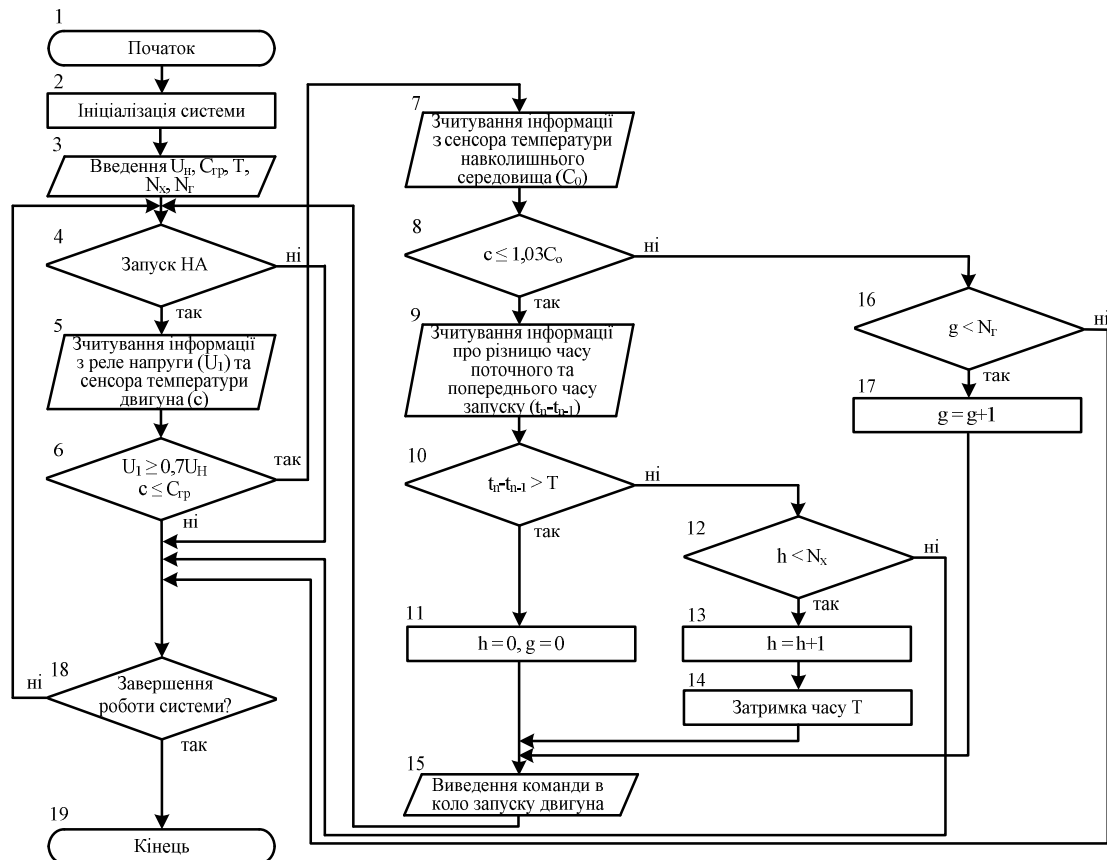 1
Початок
2
Ініціалізація системи
3
Введення Uн, Cгр, T,
Nх, Nг
4
Запуск НА
ні
так
5
Зчитування інформації
з реле напруги (U1) та
сенсора температури
двигуна (c)
6
U1 ≥ 0,7UН
c ≤ Cгр
так
ні
18
ні
Завершення
роботи системи?
так
19
Кінець
7
Зчитування інформації
з сенсора температури
навколишнього
середовища (C0)
8
c ≤ 1,03Co
ні
так
9
Зчитування інформації
про різницю часу
поточного та
попереднього часу
запуску (tn-tn-1)
10
tn-tn-1 > T
ні
так
11
h = 0, g = 0
12
h < Nх
ні
так
13
h = h+1
14
Затримка часу T
15
Виведення команди в
коло запуску двигуна
16
g < Nг
ні
так
17
g = g+1